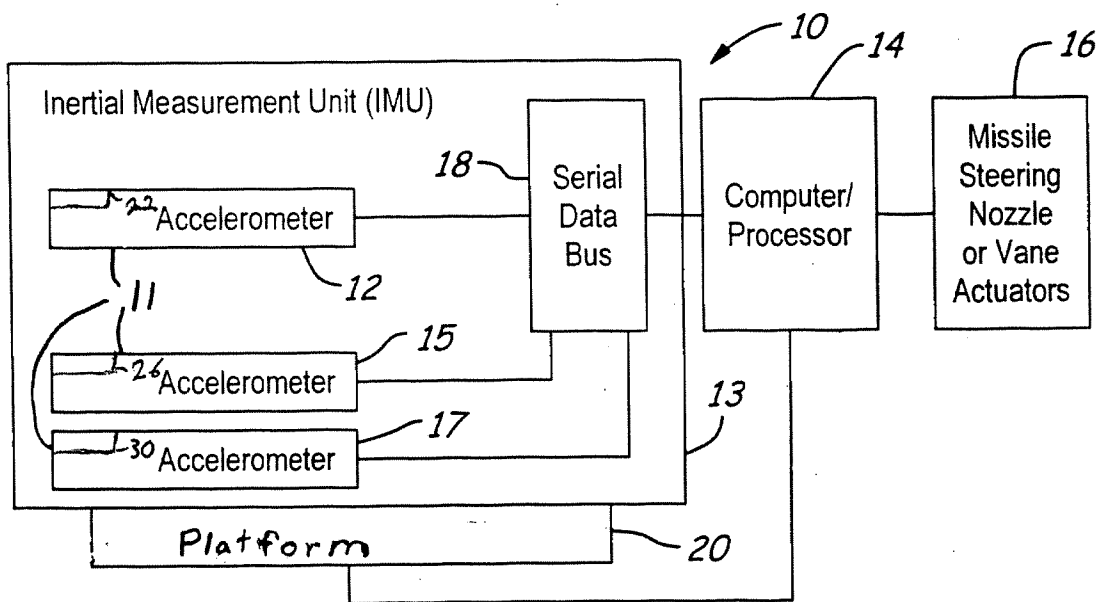 10
14
16
Inertial Measurement Unit (IMU)
18
Serial
Data
Bus
Computer/
Processor
Missile
Steering
Nozzle
or Vane
Actuators
22 Accelerometer
12
11
15
26 Accelerometer
17
30 Accelerometer
13
Platform
20